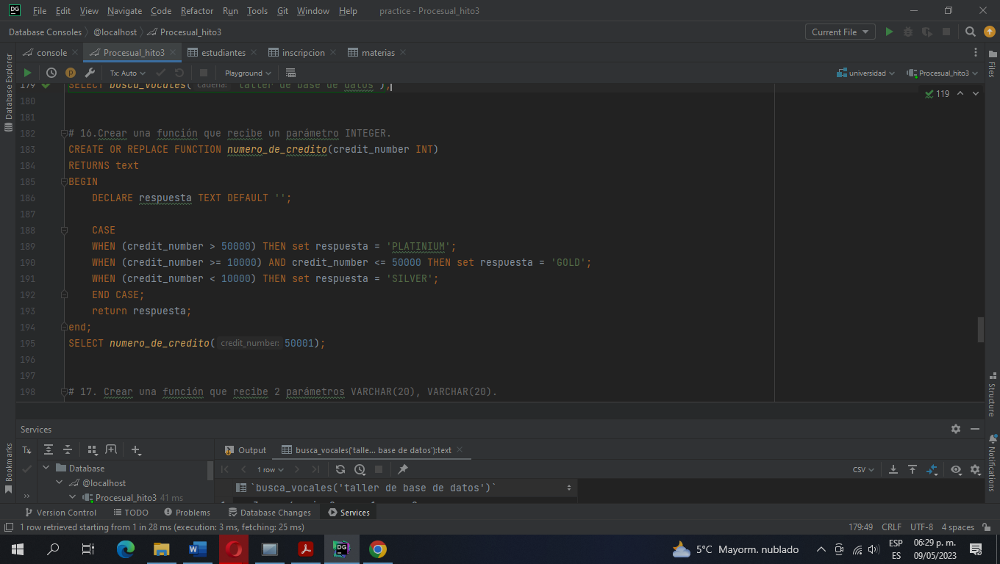 DG File Edit View Navigate Code Refactor Run Tools Git Window Help practice - Procesual_hito3
Database Consoles @localhost Procesual_hito3 Current File
console Procesual_hito3 estudiantes inscripcion materias
Tx: Auto Playground universidad Procesual_hito3
Database Explorer
Files
119
179 SELECT busca_vocales( cadena: 'taller de base de datos');
180
181
182 # 16.Crear una función que recibe un parámetro INTEGER.
183 CREATE OR REPLACE FUNCTION numero_de_credito(credit_number INT)
184 RETURNS text
185 BEGIN
186 DECLARE respuesta TEXT DEFAULT '';
187
188 CASE
189 WHEN (credit_number > 50000) THEN set respuesta = 'PLATINIUM';
190 WHEN (credit_number >= 10000) AND credit_number <= 50000 THEN set respuesta = 'GOLD';
191 WHEN (credit_number < 10000) THEN set respuesta = 'SILVER';
192 END CASE;
193 return respuesta;
194 end;
195 SELECT numero_de_credito( credit_number: 50001);
196
197
198 # 17. Crear una función que recibe 2 parámetros VARCHAR(20), VARCHAR(20).
Structure
Notifications
Bookmarks
Services
Tx Output busca_vocales('talle... base de datos'):text
1 row CSV
Database
@localhost
Procesual_hito3 41 ms
`busca_vocales('taller de base de datos')`
Version Control TODO Problems Database Changes Services
1 row retrieved starting from 1 in 28 ms (execution: 3 ms, fetching: 25 ms) 179:49 CRLF UTF-8 4 spaces
5°C Mayorm. nublado ESP 06:29 p. m.
ES 09/05/2023